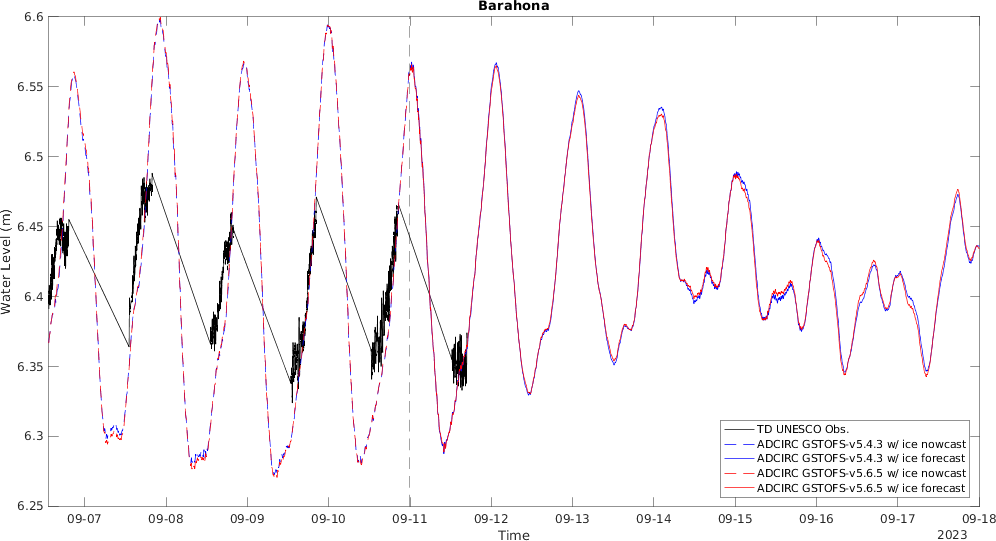 Barahona
Water Level (m)
6.6
6.55
6.5
6.45
6.4
6.35
6.3
6.25
TD UNESCO Obs.
ADCIRC GSTOFS-v5.4.3 w/ ice nowcast
ADCIRC GSTOFS-v5.4.3 w/ ice forecast
ADCIRC GSTOFS-v5.6.5 w/ ice nowcast
ADCIRC GSTOFS-v5.6.5 w/ ice forecast
09-07 09-08 09-09 09-10 09-11 09-12 09-13 09-14 09-15 09-16 09-17 09-18
Time
2023